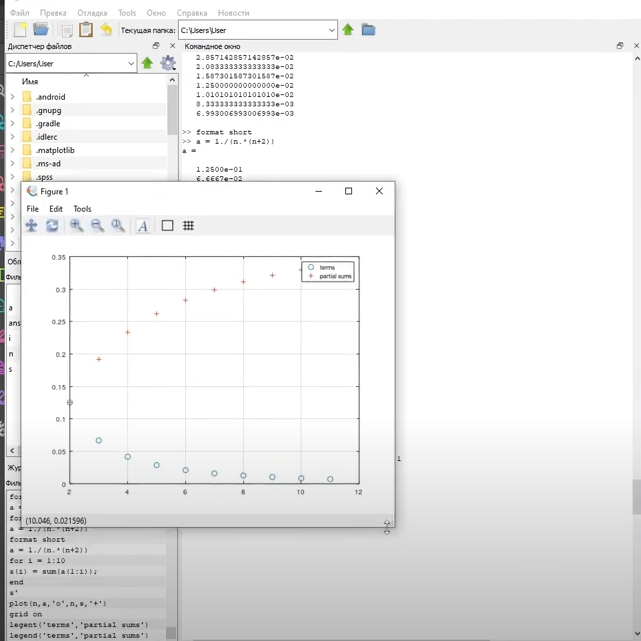 Файл Правка Отладка Tools Окно Справка Новости
Текущая папка: C:\Users\User
Диспетчер файлов
Командное окно
C:/Users/User
Имя
.android
.gnupg
.gradle
.idlerc
.matplotlib
.ms-ad
.spss
2.857142857142857e-02
2.083333333333333e-02
1.587301587301587e-02
1.250000000000000e-02
1.010101010101010e-02
8.333333333333333e-03
6.993006993006993e-03
>> format short
>> a = 1./(n.*(n+2))
a =
1.2500e-01
6.6667e-02
Figure 1
File Edit Tools
A
terms
partial sums
0.35
0.3
0.25
0.2
0.15
0.1
0.05
0
2 4 6 8 10 12
(10.046, 0.021596)
Обл
Фил
a
ans
i
n
s
1
Жур
Фил
for
a =
for
a = 1./(n.*(n+2))
format short
a = 1./(n.*(n+2))
for i = 1:10
s(i) = sum(a(1:i));
end
s'
plot(n,a,'o',n,s,'+')
grid on
legent('terms','partial sums')
legend('terms','partial sums')